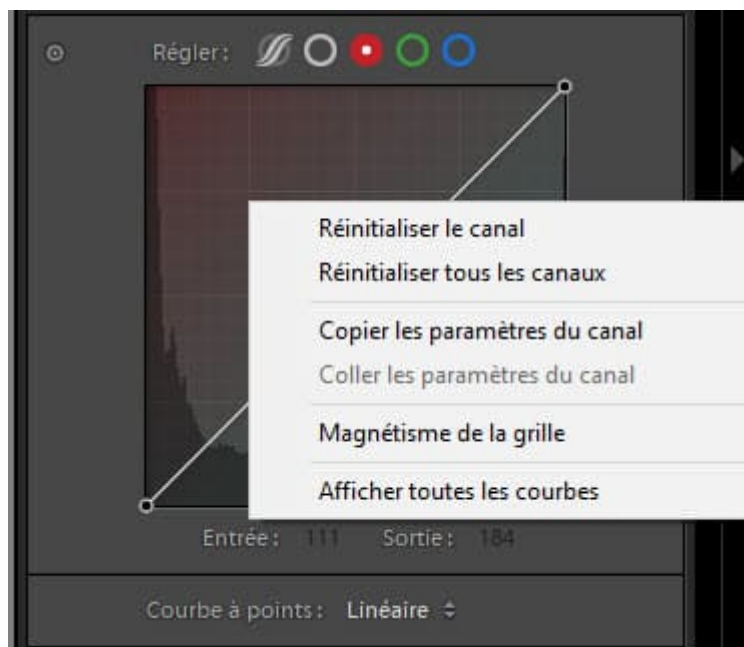 Régler :
Réinitialiser le canal
Réinitialiser tous les canaux
Copier les paramètres du canal
Coller les paramètres du canal
Magnétisme de la grille
Afficher toutes les courbes
Entrée : 111 Sortie : 184
Courbe à points : Linéaire